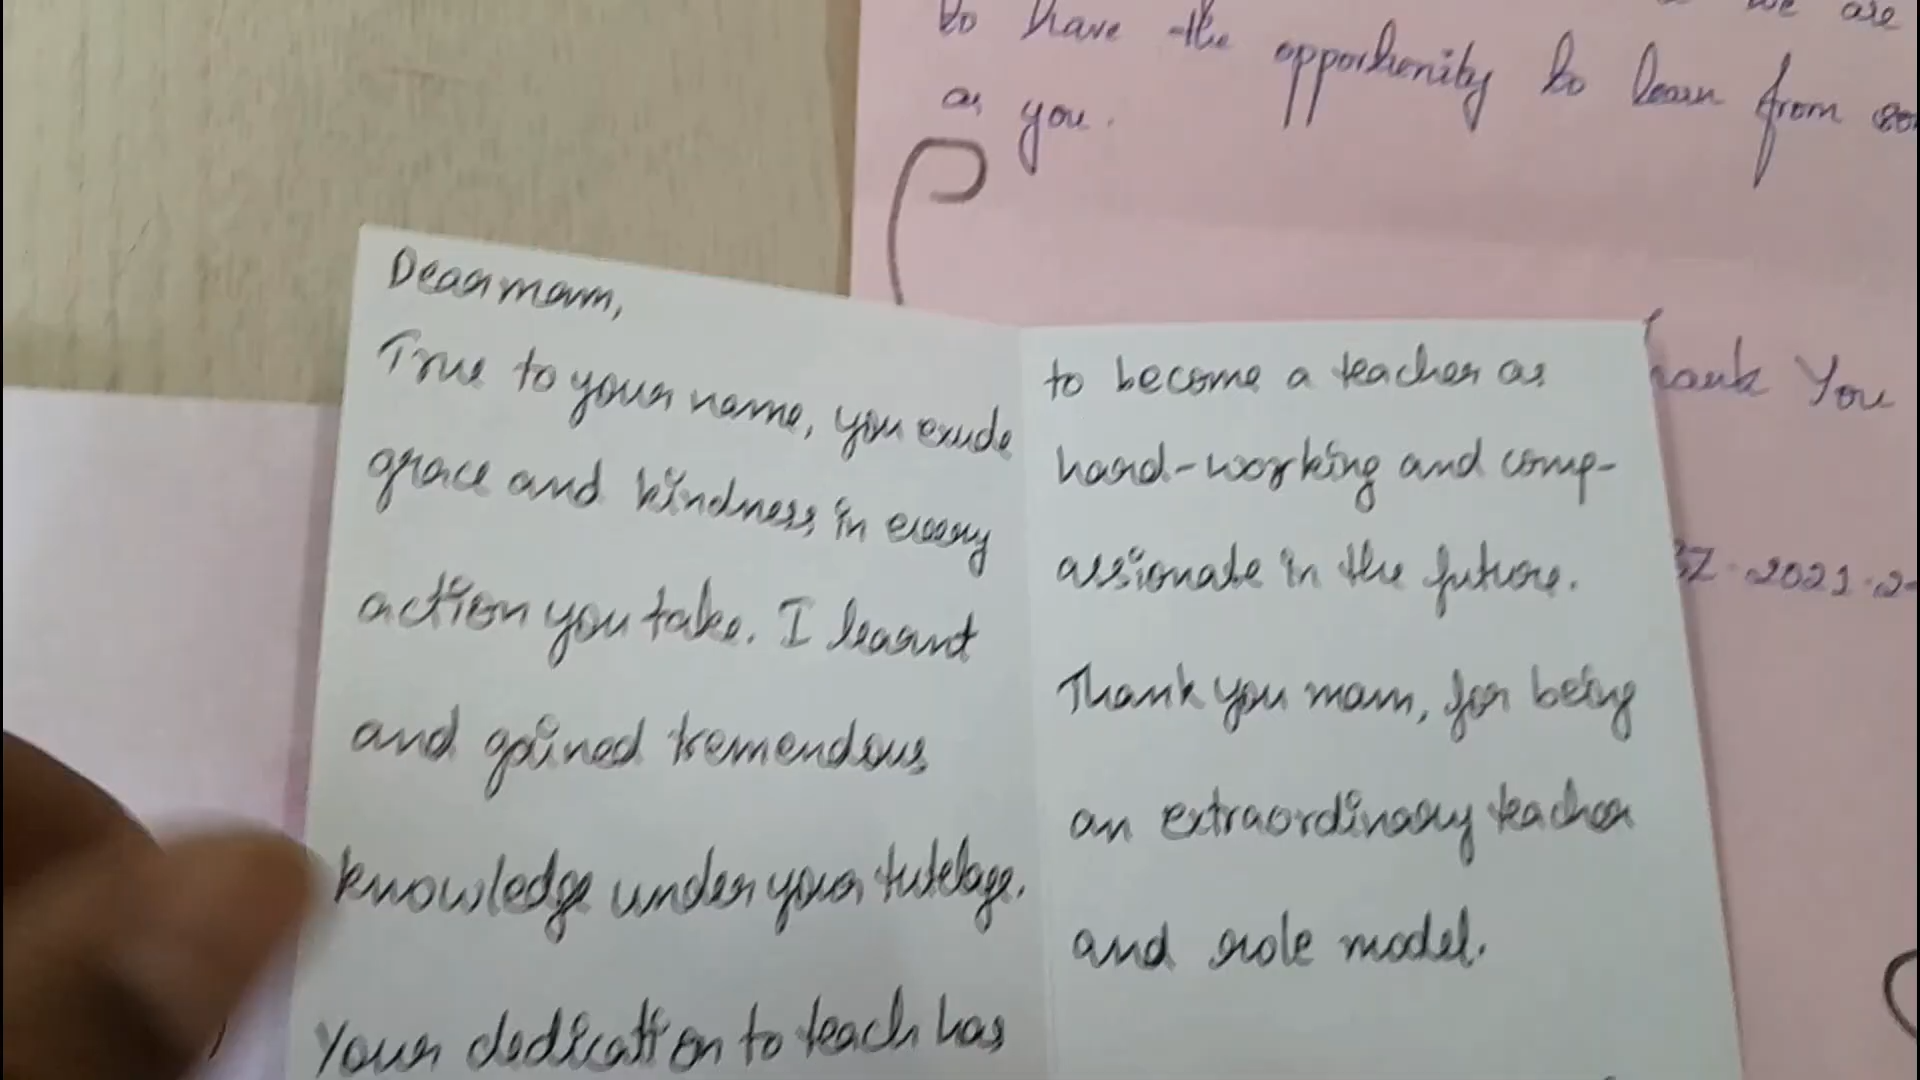 we are
to have the opportunity to learn from
as you.
Thank You
2021-2
Dear mam,
True to your name, you exude
grace and kindness in every
action you take. I learnt
and gained tremendous
knowledge under your tutelage.
Your dedication to teach has
to become a teacher as
hard-working and comp-
assionate in the future.
Thank you mam, for being
an extraordinary teacher
and role model.